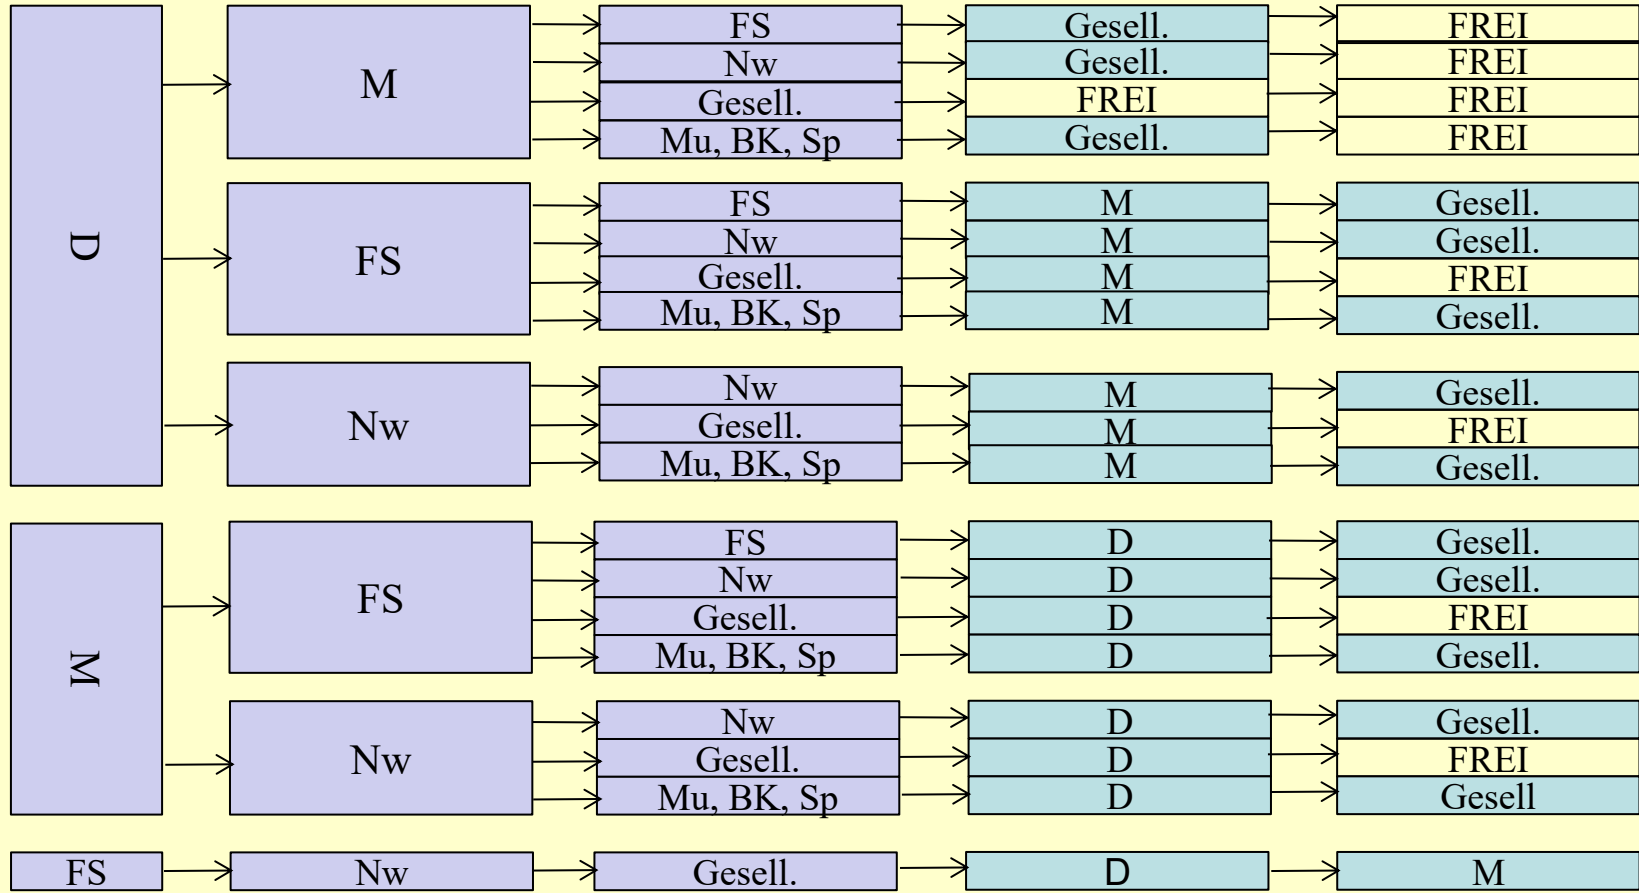 D
M
FS Gesell. FREI
Nw Gesell. FREI
Gesell. FREI FREI
Mu, BK, Sp Gesell. FREI
FS
FS M Gesell.
Nw M Gesell.
Gesell. M FREI
Mu, BK, Sp M Gesell.
Nw
Nw M Gesell.
Gesell. M FREI
Mu, BK, Sp M Gesell.
M
FS
FS D Gesell.
Nw D Gesell.
Gesell. D FREI
Mu, BK, Sp D Gesell.
Nw
Nw D Gesell.
Gesell. D FREI
Mu, BK, Sp D Gesell
FS Nw Gesell. D M